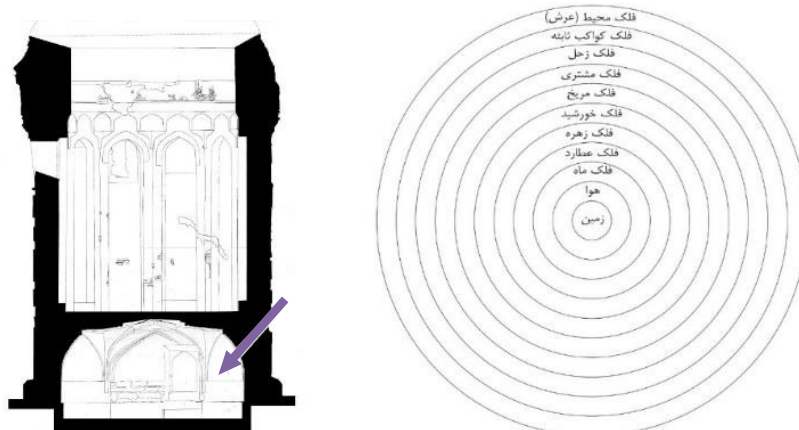 فلک محیط (عرش)
فلک کواکب ثابته
فلک زحل
فلک مشتری
فلک مریخ
فلک خورشید
فلک زهره
فلک عطارد
فلک ماه
هوا
زمین